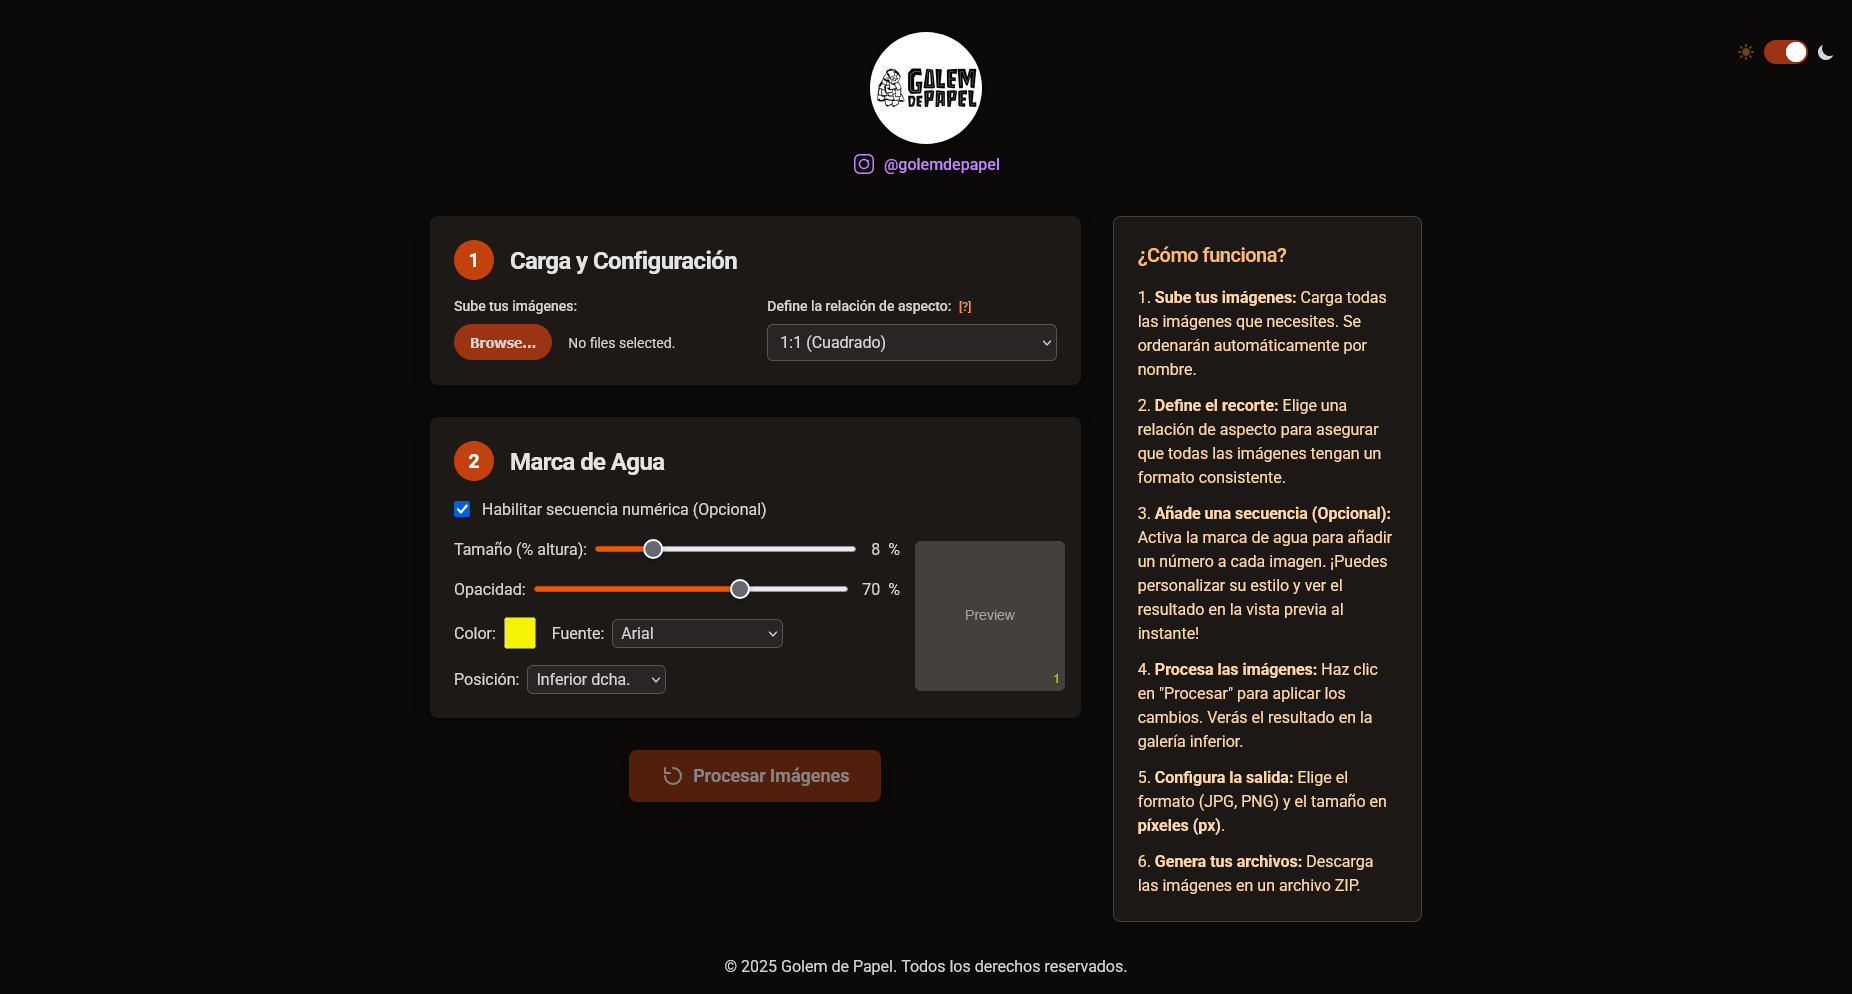 GOLEM
DE PAPEL
@golemdepapel
1 Carga y Configuración
Sube tus imágenes:
Browse... No files selected.
Define la relación de aspecto: [?]
1:1 (Cuadrado)
2 Marca de Agua
Habilitar secuencia numérica (Opcional)
Tamaño (% altura): 8 %
Opacidad: 70 %
Color: Fuente: Arial
Posición: Inferior dcha.
Preview
1
Procesar Imágenes
¿Cómo funciona?
1. Sube tus imágenes: Carga todas
las imágenes que necesites. Se
ordenarán automáticamente por
nombre.
2. Define el recorte: Elige una
relación de aspecto para asegurar
que todas las imágenes tengan un
formato consistente.
3. Añade una secuencia (Opcional):
Activa la marca de agua para añadir
un número a cada imagen. ¡Puedes
personalizar su estilo y ver el
resultado en la vista previa al
instante!
4. Procesa las imágenes: Haz clic
en "Procesar" para aplicar los
cambios. Verás el resultado en la
galería inferior.
5. Configura la salida: Elige el
formato (JPG, PNG) y el tamaño en
píxeles (px).
6. Genera tus archivos: Descarga
las imágenes en un archivo ZIP.
© 2025 Golem de Papel. Todos los derechos reservados.